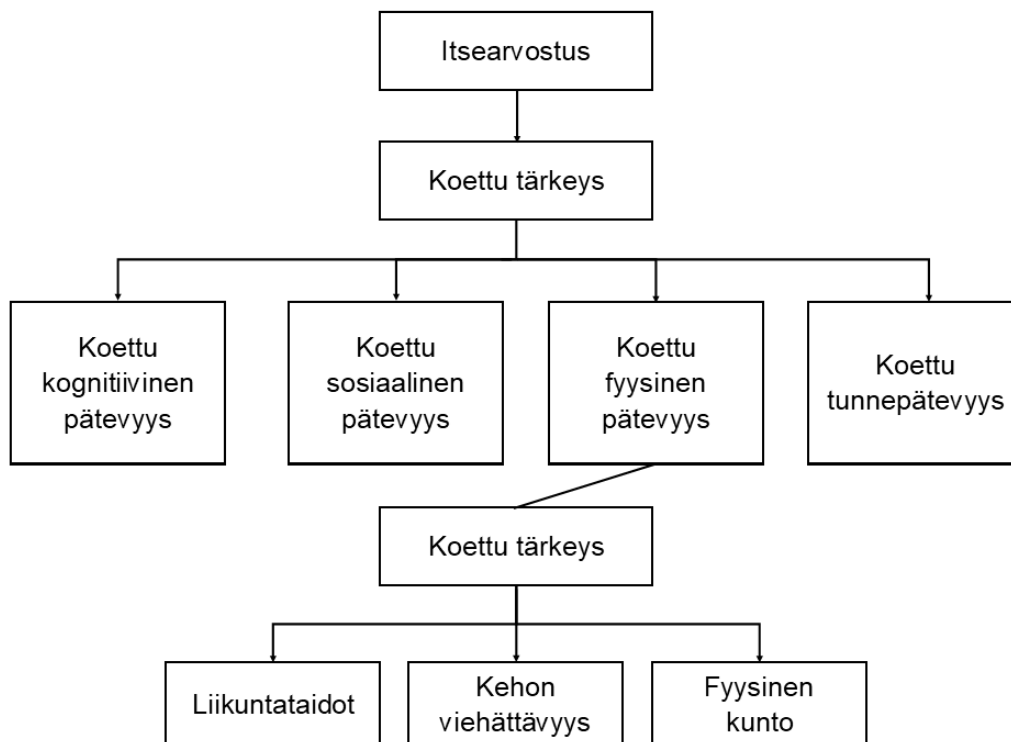 Itsearvostus
Koettu tärkeys
Koettu
kognitiivinen
pätevyys
Koettu
sosiaalinen
pätevyys
Koettu
fyysinen
pätevyys
Koettu
tunnepätevyys
Koettu tärkeys
Liikuntataidot
Kehon
viehättävyys
Fyysinen
kunto